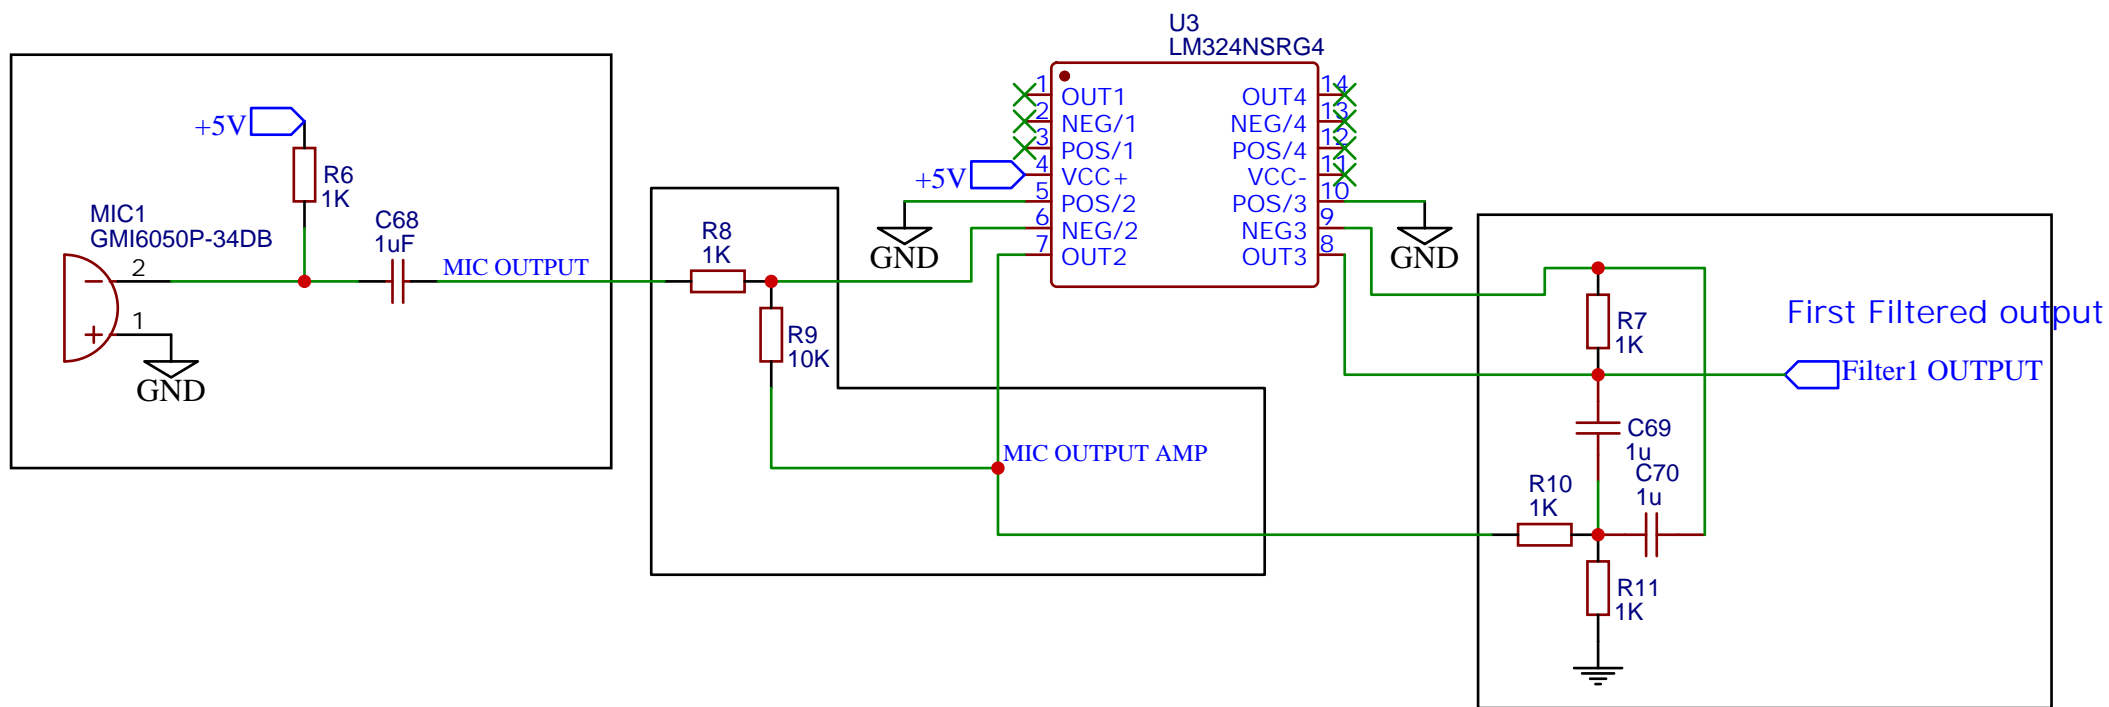 U3
LM324NSRG4
+5V
R6
1K
MIC1
GMI6050P-34DB
2
1
GND
C68
1uF
MIC OUTPUT
R8
1K
R9
10K
MIC OUTPUT AMP
1 OUT1
2 NEG/1
3 POS/1
+5V 4 VCC+
5 POS/2
6 NEG/2
7 OUT2
GND
OUT4 14
NEG/4 13
POS/4 12
VCC- 11
POS/3 10
NEG3 9
OUT3 8
GND
R7
1K
First Filtered output
Filter1 OUTPUT
C69
1u
C70
1u
R10
1K
R11
1K